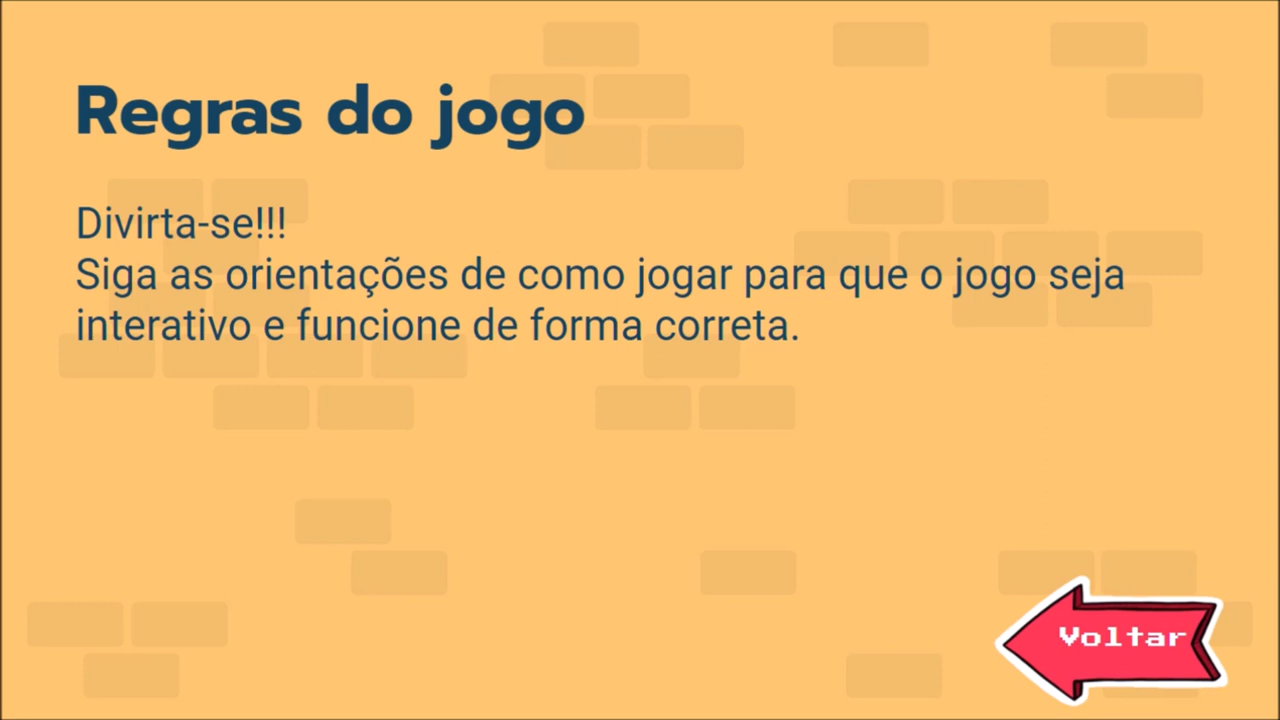 Regras do jogo
Divirta-se!!!
Siga as orientações de como jogar para que o jogo seja
interativo e funcione de forma correta.
Voltar